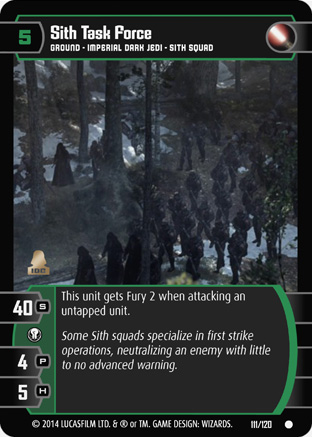 5
Sith Task Force
GROUND - IMPERIAL DARK JEDI - SITH SQUAD
IDC
40 S
This unit gets Fury 2 when attacking an
untapped unit.
Some Sith squads specialize in first strike
operations, neutralizing an enemy with little
to no advanced warning.
4 P
5 H
© 2014 LUCASFILM LTD. & ® or TM. GAME DESIGN: WIZARDS.
111/120